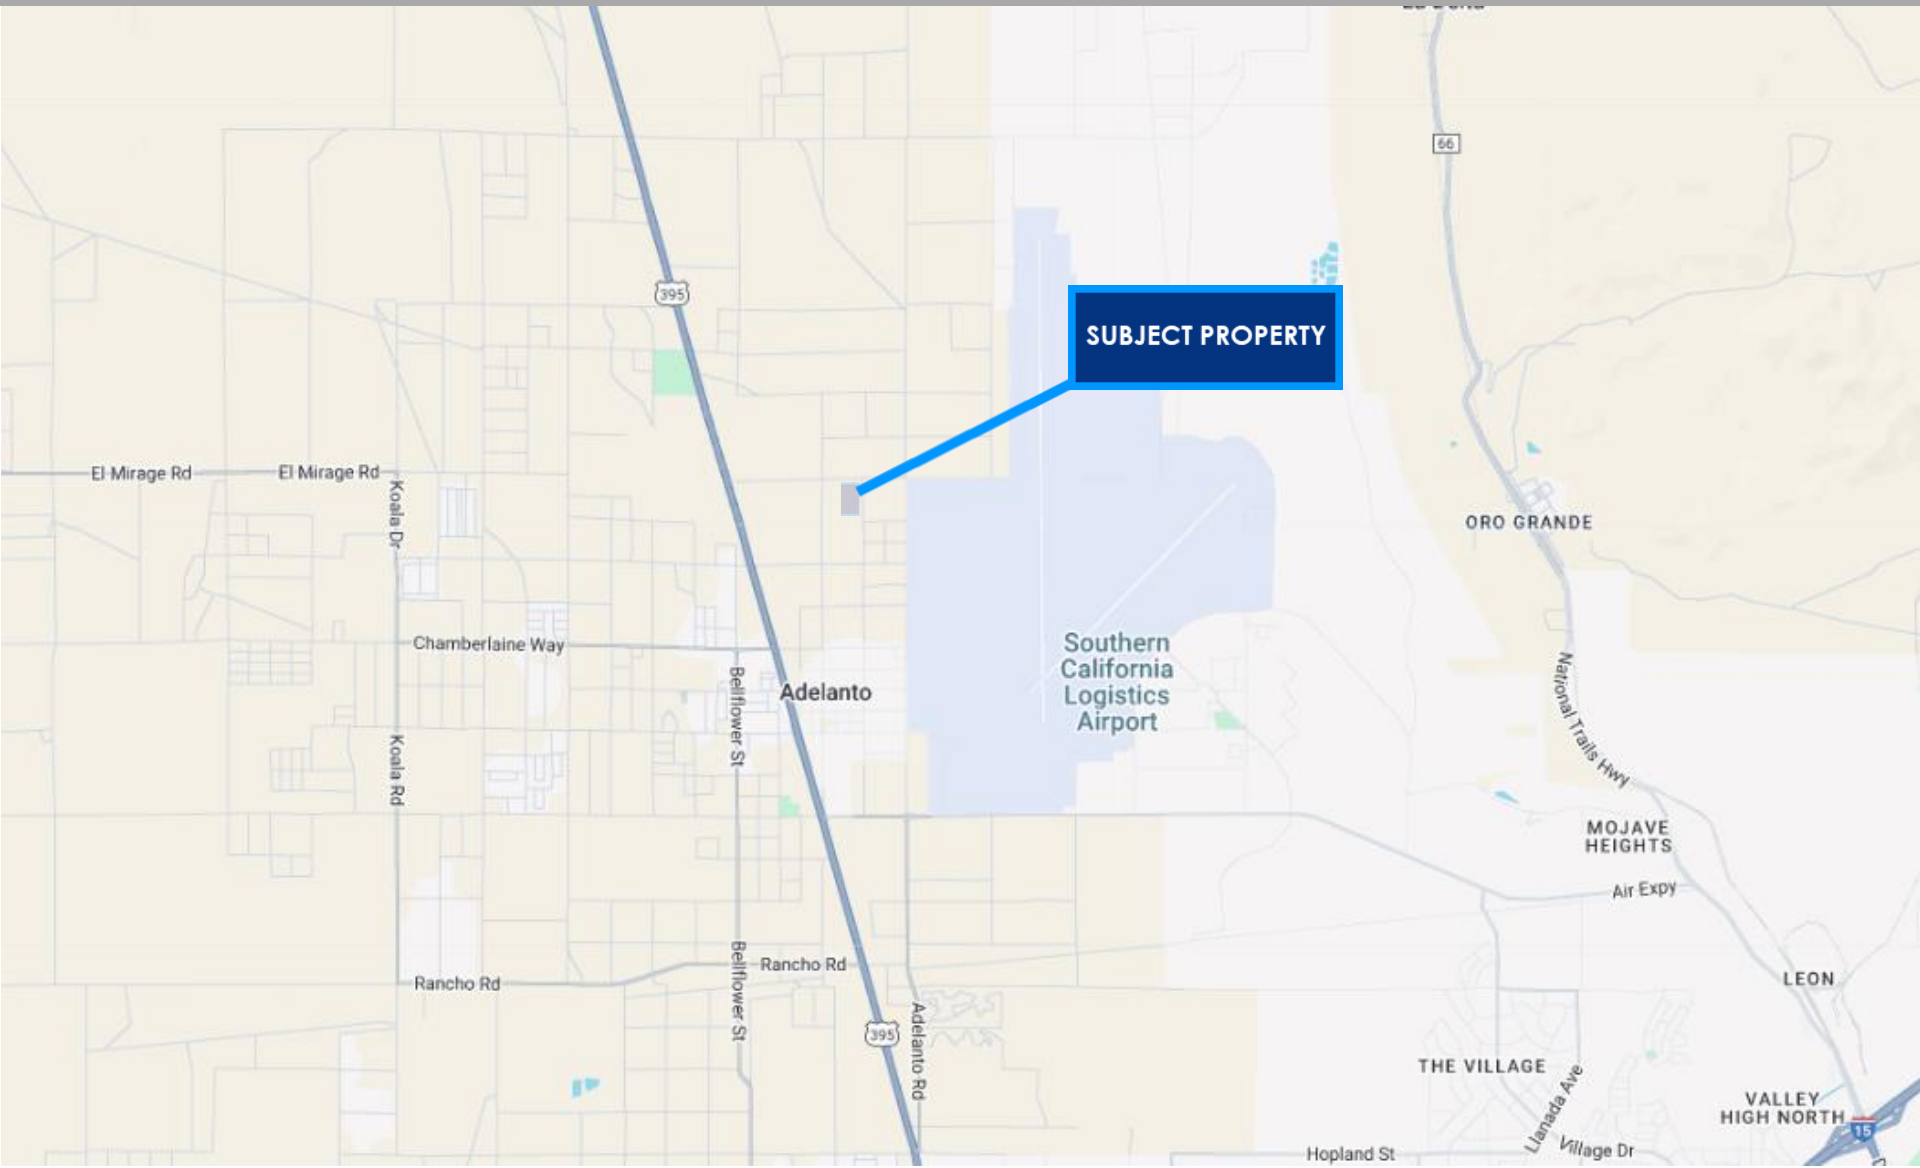 66
395
SUBJECT PROPERTY
El Mirage Rd
El Mirage Rd
Koala Dr
ORO GRANDE
Chamberlaine Way
Southern
California
Logistics
Airport
Bellflower St
Adelanto
National Trails Hwy
Koala Rd
MOJAVE
HEIGHTS
Air Expy
Bellflower St
Rancho Rd
Rancho Rd
LEON
395
Adelanto Rd
THE VILLAGE
Llanada Ave
VALLEY
HIGH NORTH
15
Village Dr
Hopland St